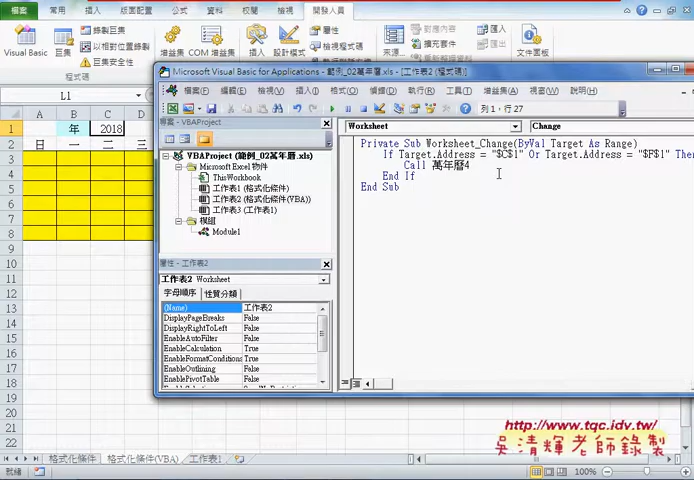 檔案 常用 插入 版面配置 公式 資料 校閱 檢視 開發人員
Visual Basic 巨集 錄製巨集 以相對位置錄製 巨集安全性 增益集 COM 增益集 插入 設計模式 屬性 檢視程式碼 來源... 對應內容 擴充套件 匯入
程式碼 增益集
L1
Microsoft Visual Basic for Applications - 範例_02萬年曆.xls - [工作表2 (程式碼)]
檔案(F) 編輯(E) 檢視(V) 插入(I) 格式(O) 偵錯(D) 執行(R) 工具(T) 增益集(A) 視窗(W) 說明(H)
列 1, 行 27
專案 - VBAProject
VBAProject (範例_02萬年曆.xls)
Microsoft Excel 物件
ThisWorkbook
工作表1 (格式化條件)
工作表2 (格式化條件(VBA))
工作表3 (工作表1)
模組
Module1
屬性 - 工作表2
工作表2 Worksheet
字母順序 性質分類
(Name) 工作表2
DisplayPageBreaks False
DisplayRightToLeft False
EnableAutoFilter False
EnableCalculation True
EnableFormatConditions True
EnableOutlining False
EnablePivotTable False
Worksheet Change
Private Sub Worksheet_Change(ByVal Target As Range)
If Target.Address = "$C$1" Or Target.Address = "$F$1" Then
Call 萬年曆4
End If
End Sub
A B C D
1 年 2018
2 日 一 二 三
3
4
5
6
7
8
9
10
11
12
13
14
15
16
17
18
19
20
21
22
http://www.tqc.idv.tw/
吳清輝老師錄製
格式化條件 格式化條件(VBA) 工作表1
就緒 100%